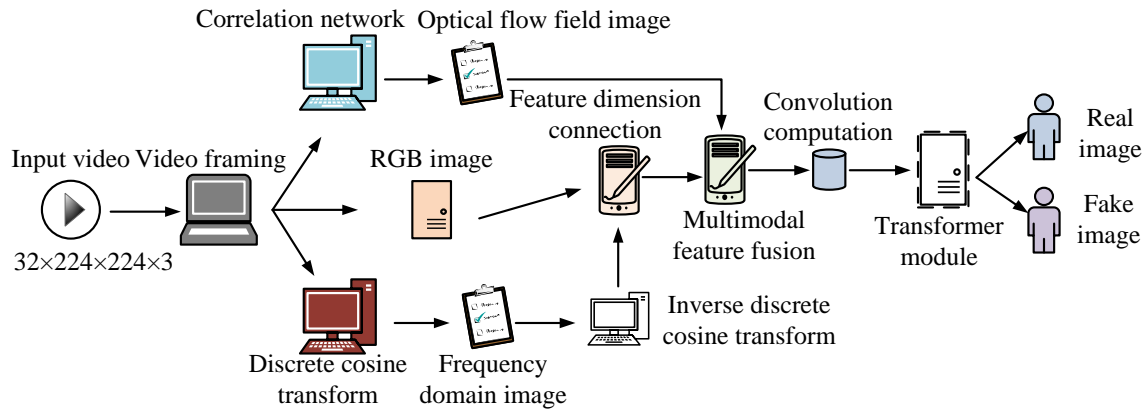 Correlation network
Optical flow field image
Feature dimension
connection
Convolution
computation
Real
image
Input video
Video framing
RGB image
Multimodal
feature fusion
Transformer
module
Fake
image
32×224×224×3
Inverse discrete
cosine transform
Discrete cosine
transform
Frequency
domain image